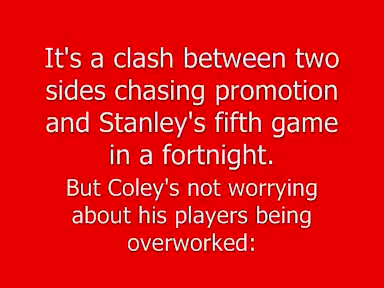 It's a clash between two
sides chasing promotion
and Stanley's fifth game
in a fortnight.
But Coley's not worrying
about his players being
overworked: